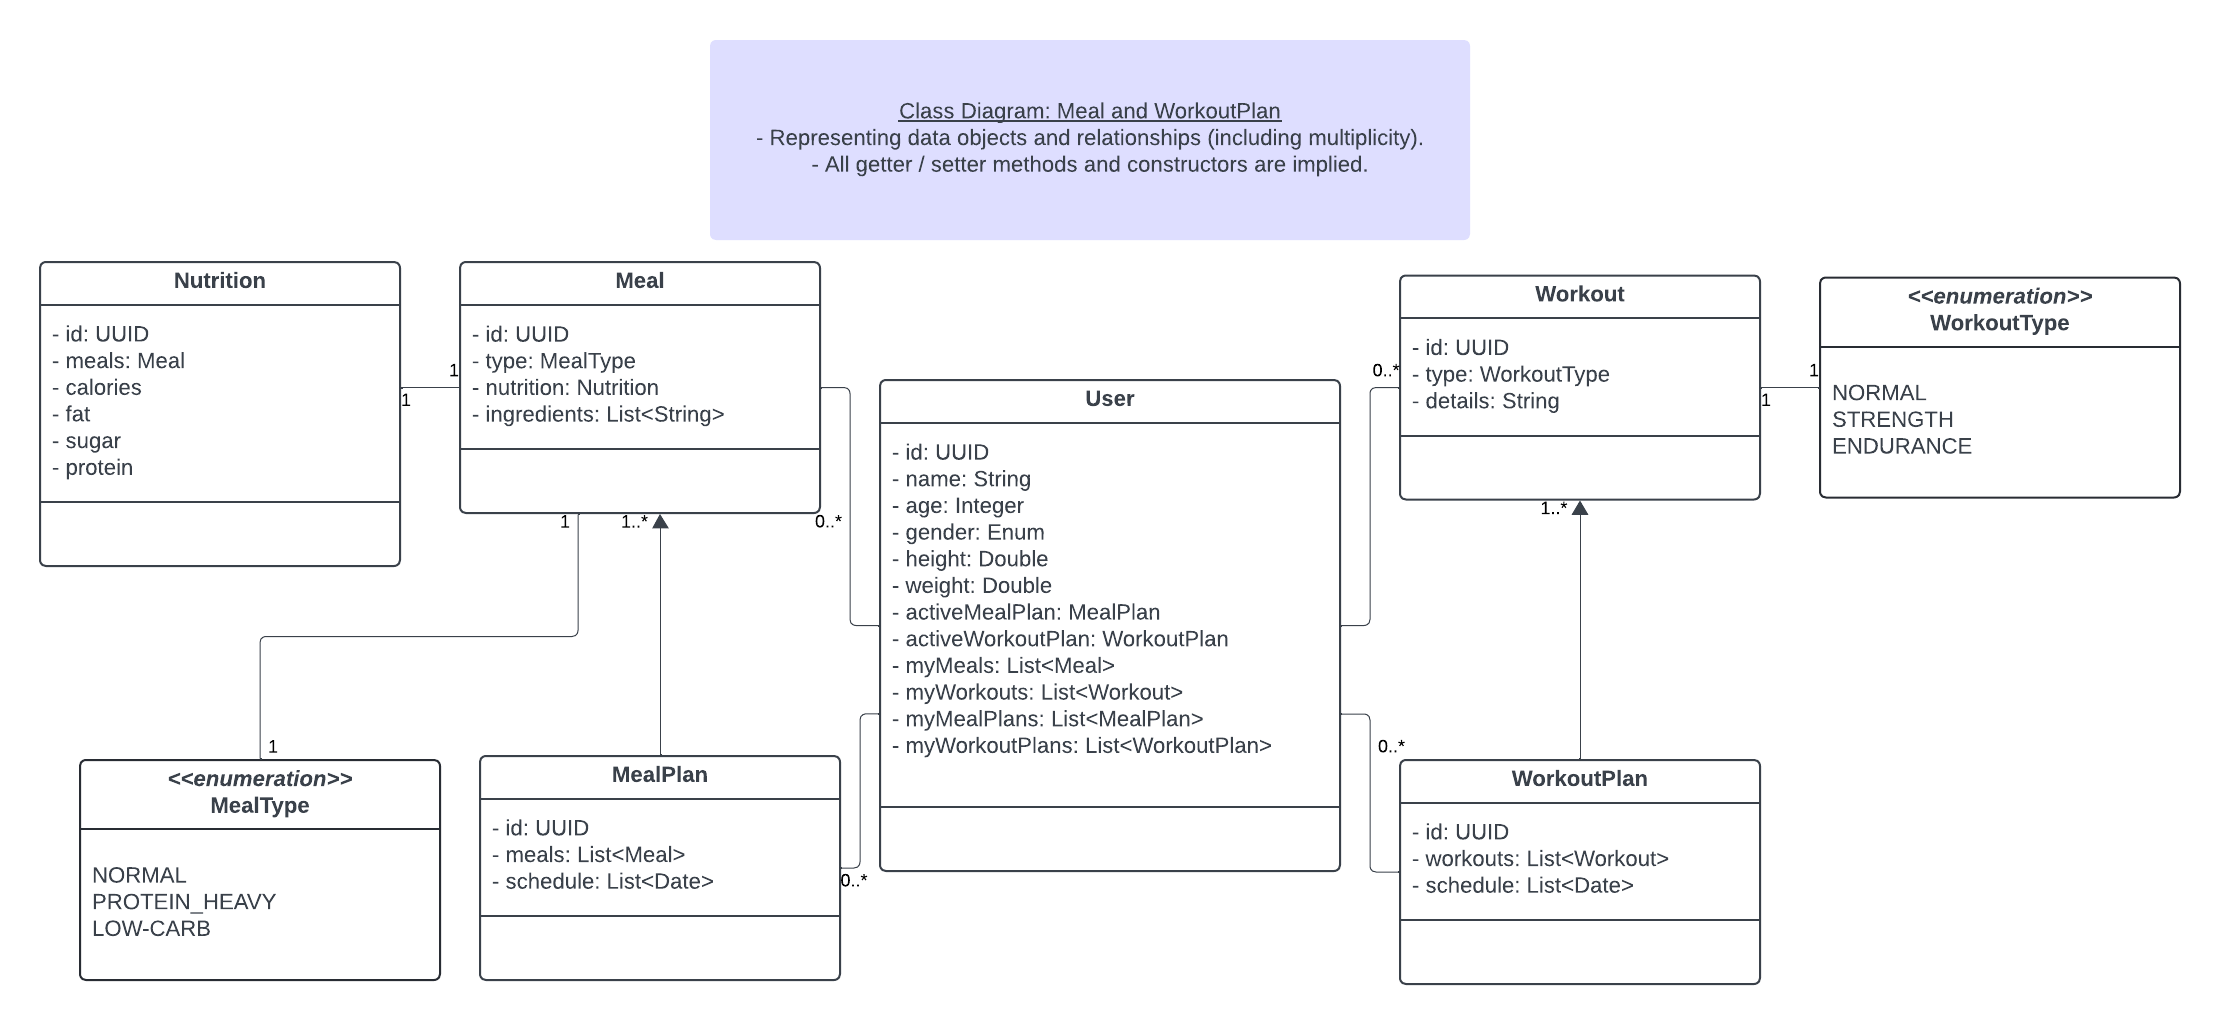 Class Diagram: Meal and WorkoutPlan
- Representing data objects and relationships (including multiplicity).
- All getter / setter methods and constructors are implied.
Nutrition
- id: UUID
- meals: Meal
- calories
- fat
- sugar
- protein
1
1
Meal
- id: UUID
- type: MealType
- nutrition: Nutrition
- ingredients: List<String>
1
1..*
0..*
User
- id: UUID
- name: String
- age: Integer
- gender: Enum
- height: Double
- weight: Double
- activeMealPlan: MealPlan
- activeWorkoutPlan: WorkoutPlan
- myMeals: List<Meal>
- myWorkouts: List<Workout>
- myMealPlans: List<MealPlan>
- myWorkoutPlans: List<WorkoutPlan>
0..*
Workout
- id: UUID
- type: WorkoutType
- details: String
1..*
1
1
<<enumeration>>
WorkoutType
NORMAL
STRENGTH
ENDURANCE
1
<<enumeration>>
MealType
NORMAL
PROTEIN_HEAVY
LOW-CARB
MealPlan
- id: UUID
- meals: List<Meal>
- schedule: List<Date>
0..*
0..*
WorkoutPlan
- id: UUID
- workouts: List<Workout>
- schedule: List<Date>